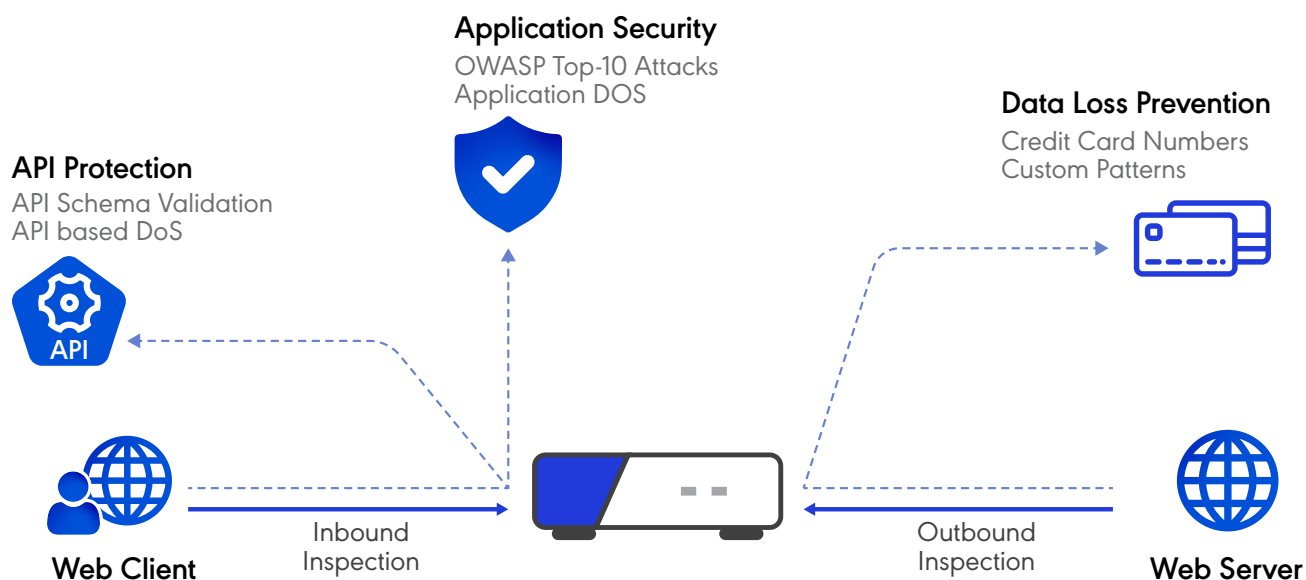 Application Security
OWASP Top-10 Attacks
Application DOS
Data Loss Prevention
Credit Card Numbers
Custom Patterns
API Protection
API Schema Validation
API based DoS
API
Inbound
Inspection
Outbound
Inspection
Web Client
Web Server